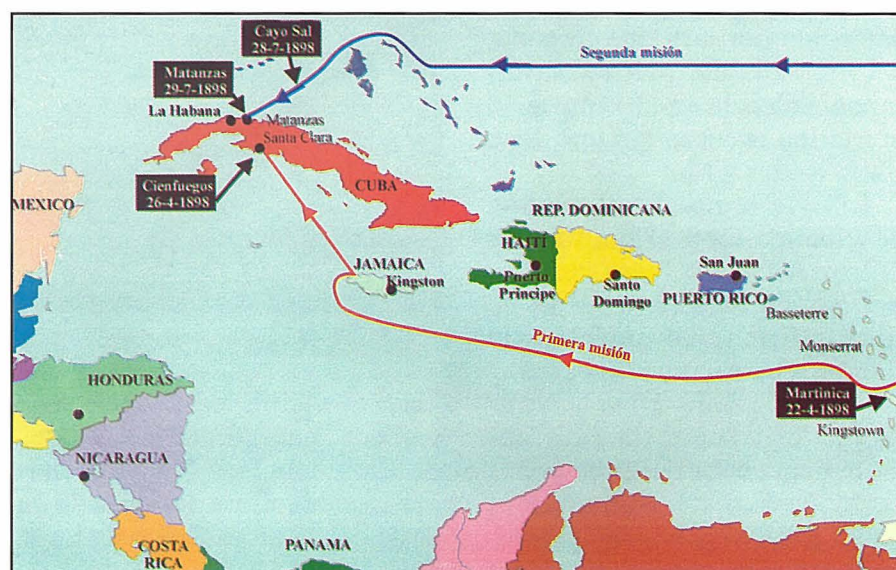 Cayo Sal
28-7-1898
Segunda misión
Matanzas
29-7-1898
La Habana
Matanzas
Santa Clara
Cienfuegos
26-4-1898
CUBA
MEXICO
REP. DOMINICANA
HAITI
JAMAICA
Kingston
Puerto
Principe
Santo
Domingo
San Juan
PUERTO RICO
Basseterre
Primera misión
Monserrat
HONDURAS
Martinica
22-4-1898
Kingstown
NICARAGUA
COSTA
RICA
PANAMA